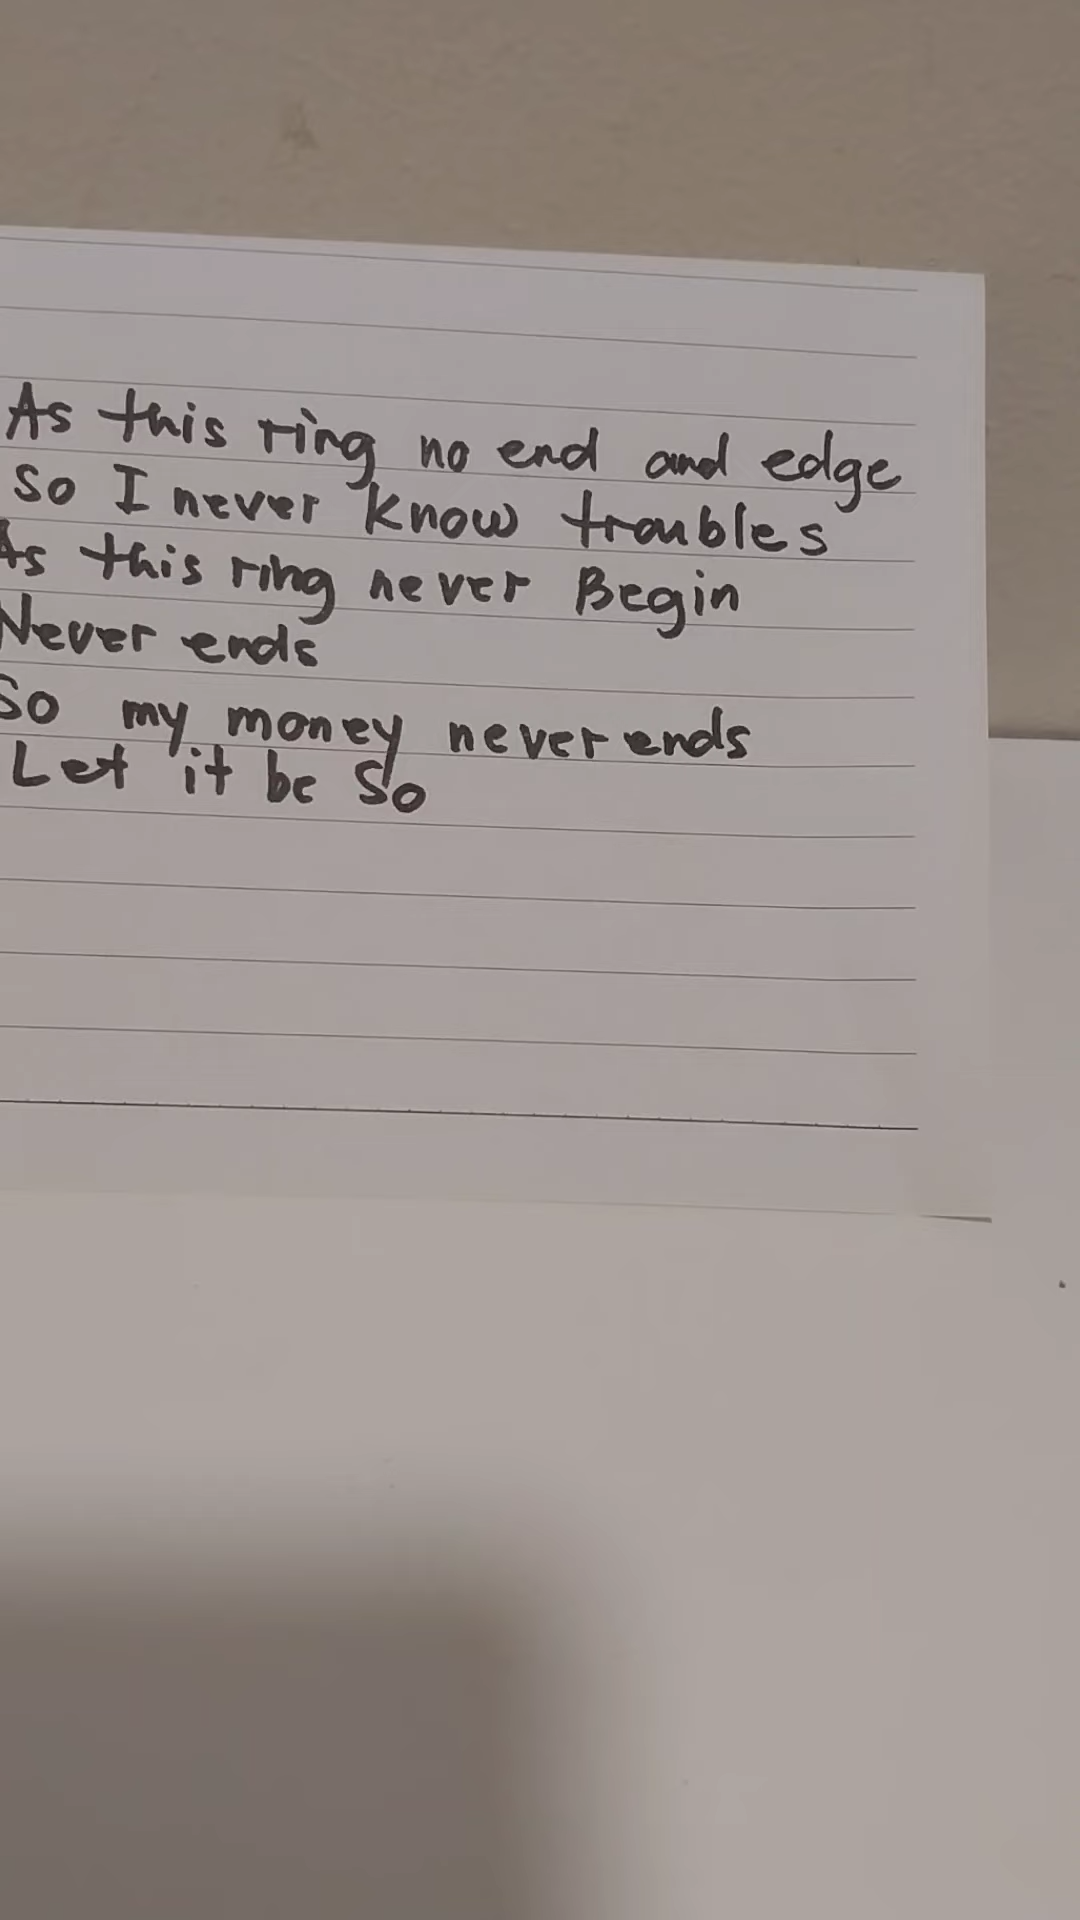 As this ring no end and edge
So I never know troubles
As this ring never Begin
Never ends
So my money never ends
Let it be So